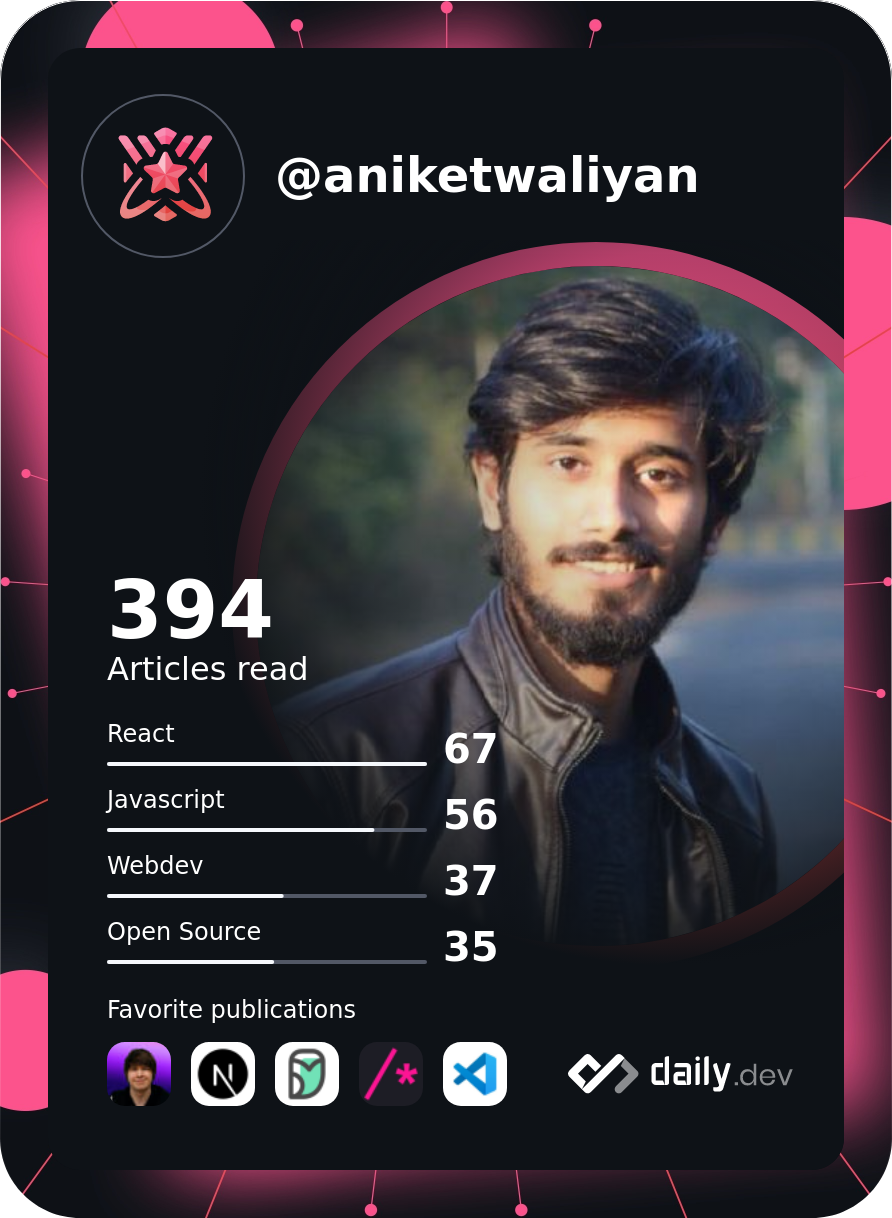 @aniketwaliyan
394
Articles read
React
67
Javascript
56
Webdev
37
Open Source
35
Favorite publications
N
/*
daily.dev